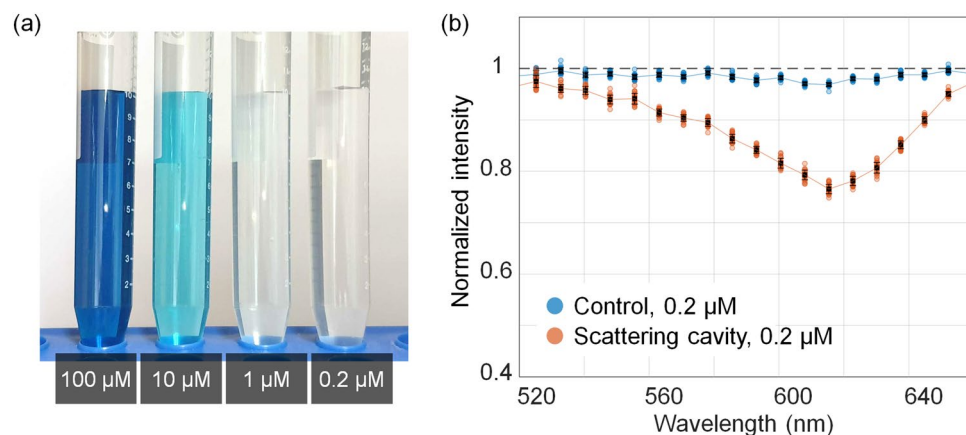 (a)
100 µM
10 µM
1 µM
0.2 µM
(b)
Normalized intensity
1
0.8
0.6
0.4
Control, 0.2 µM
Scattering cavity, 0.2 µM
520
560
600
640
Wavelength (nm)